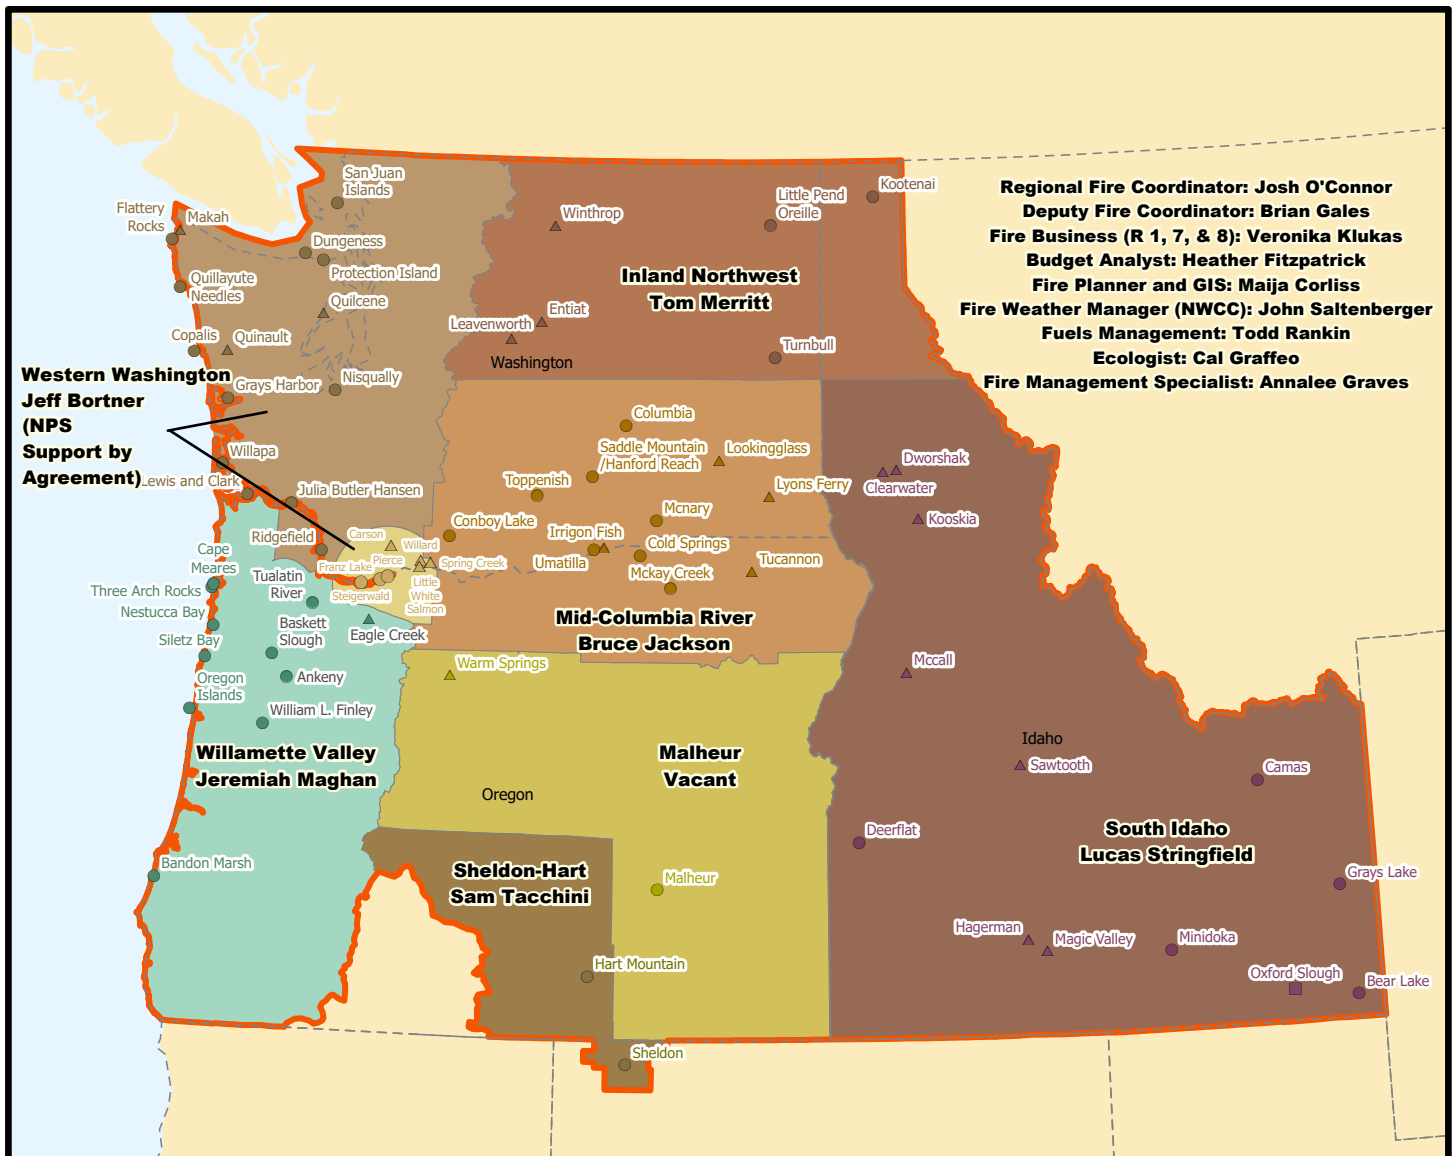 San Juan
Islands
Flattery
Rocks
Makah
Winthrop
Little Pend
Oreille
Kootenai
Regional Fire Coordinator: Josh O'Connor
Deputy Fire Coordinator: Brian Gales
Fire Business (R 1, 7, & 8): Veronika Klukas
Budget Analyst: Heather Fitzpatrick
Fire Planner and GIS: Maija Corliss
Fire Weather Manager (NWCC): John Saltenberger
Fuels Management: Todd Rankin
Ecologist: Cal Graffeo
Fire Management Specialist: Annalee Graves
Dungeness
Protection Island
Quillayute
Needles
Quilcene
Inland Northwest
Tom Merritt
Entiat
Leavenworth
Washington
Turnbull
Copalis
Quinault
Nisqually
Grays Harbor
Western Washington
Jeff Bortner
(NPS
Support by
Agreement)
Willapa
Lewis and Clark
Julia Butler Hansen
Ridgefield
Columbia
Saddle Mountain
/Hanford Reach
Lookingglass
Toppenish
Lyons Ferry
Mcnary
Conboy Lake
Irrigon Fish
Umatilla
Cold Springs
Mckay Creek
Tucannon
Mid-Columbia River
Bruce Jackson
Dworshak
Clearwater
Kooskia
Carson
Willard
Pierce
Franz Lake
Spring Creek
Steigerwald
Little
White
Salmon
Cape
Meares
Three Arch Rocks
Tualatin
River
Nestucca Bay
Baskett
Slough
Eagle Creek
Siletz Bay
Oregon
Islands
Ankeny
William L. Finley
Willamette Valley
Jeremiah Maghan
Bandon Marsh
Warm Springs
Malheur
Vacant
Oregon
Sheldon-Hart
Sam Tacchini
Malheur
Hart Mountain
Sheldon
Mccall
Idaho
Sawtooth
Camas
Deerflat
South Idaho
Lucas Stringfield
Grays Lake
Hagerman
Magic Valley
Minidoka
Oxford Slough
Bear Lake